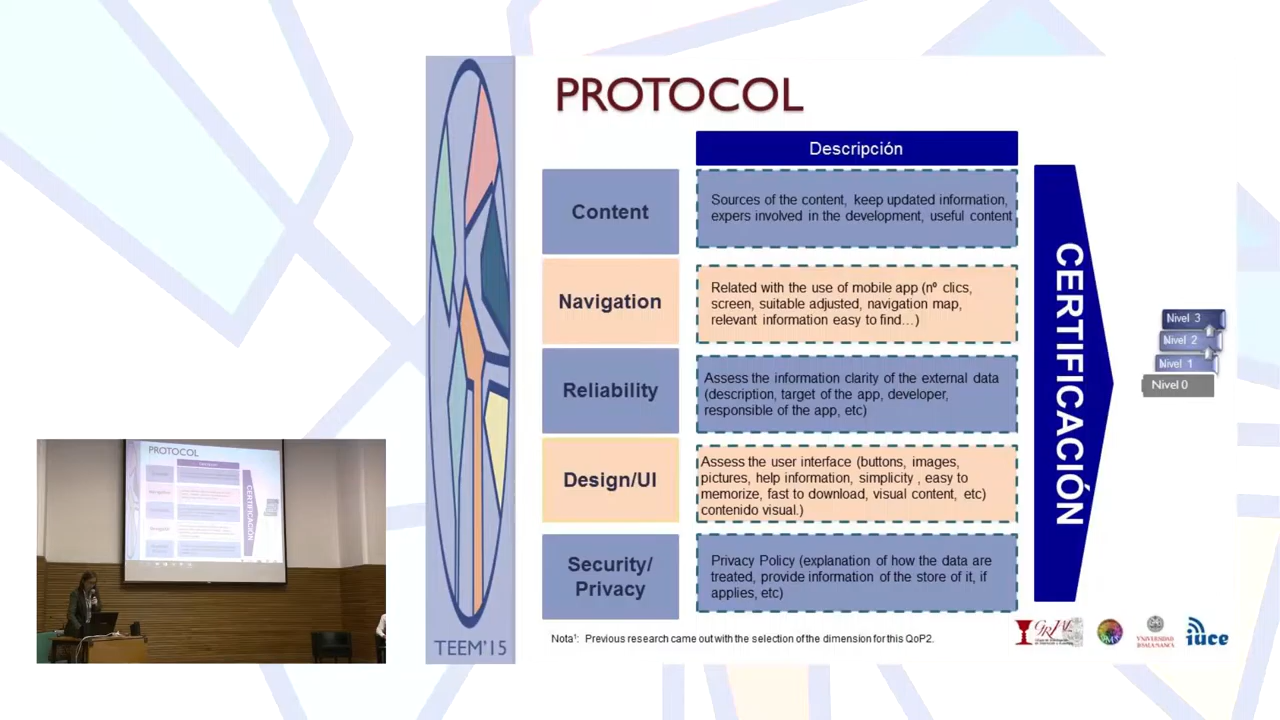 PROTOCOL
Descripción
Content
Sources of the content, keep updated information,
expers involved in the development, useful content
Navigation
Related with the use of mobile app (nº clics,
screen, suitable adjusted, navigation map,
relevant information easy to find…)
Reliability
Assess the information clarity of the external data
(description, target of the app, developer,
responsible of the app, etc)
Design/UI
Assess the user interface (buttons, images,
pictures, help information, simplicity , easy to
memorize, fast to download, visual content, etc)
contenido visual.)
Security/
Privacy
Privacy Policy (explanation of how the data are
treated, provide information of the store of it, if
applies, etc)
CERTIFICACIÓN
Nivel 3
Nivel 2
Nivel 1
Nivel 0
Nota¹: Previous research came out with the selection of the dimension for this QoP2.
TEEM'15
GRIAL
VNIVERSIDAD
DSALAMANCA
iuce
PROTOCOL
CERTIFICACIÓN